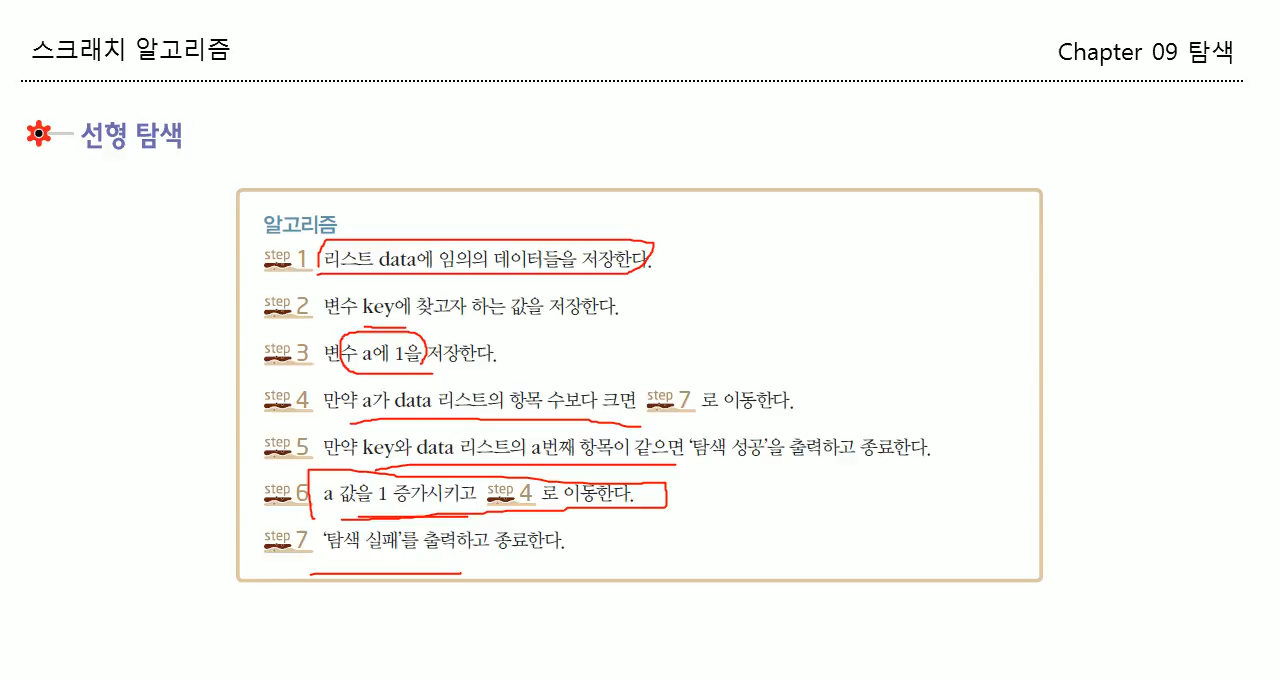 스크래치 알고리즘
Chapter 09 탐색
선형 탐색
알고리즘
step 1 리스트 data에 임의의 데이터들을 저장한다.
step 2 변수 key에 찾고자 하는 값을 저장한다.
step 3 변수 a에 1을 저장한다.
step 4 만약 a가 data 리스트의 항목 수보다 크면 step 7 로 이동한다.
step 5 만약 key와 data 리스트의 a번째 항목이 같으면 ‘탐색 성공’을 출력하고 종료한다.
step 6 a 값을 1 증가시키고 step 4 로 이동한다.
step 7 ‘탐색 실패’를 출력하고 종료한다.